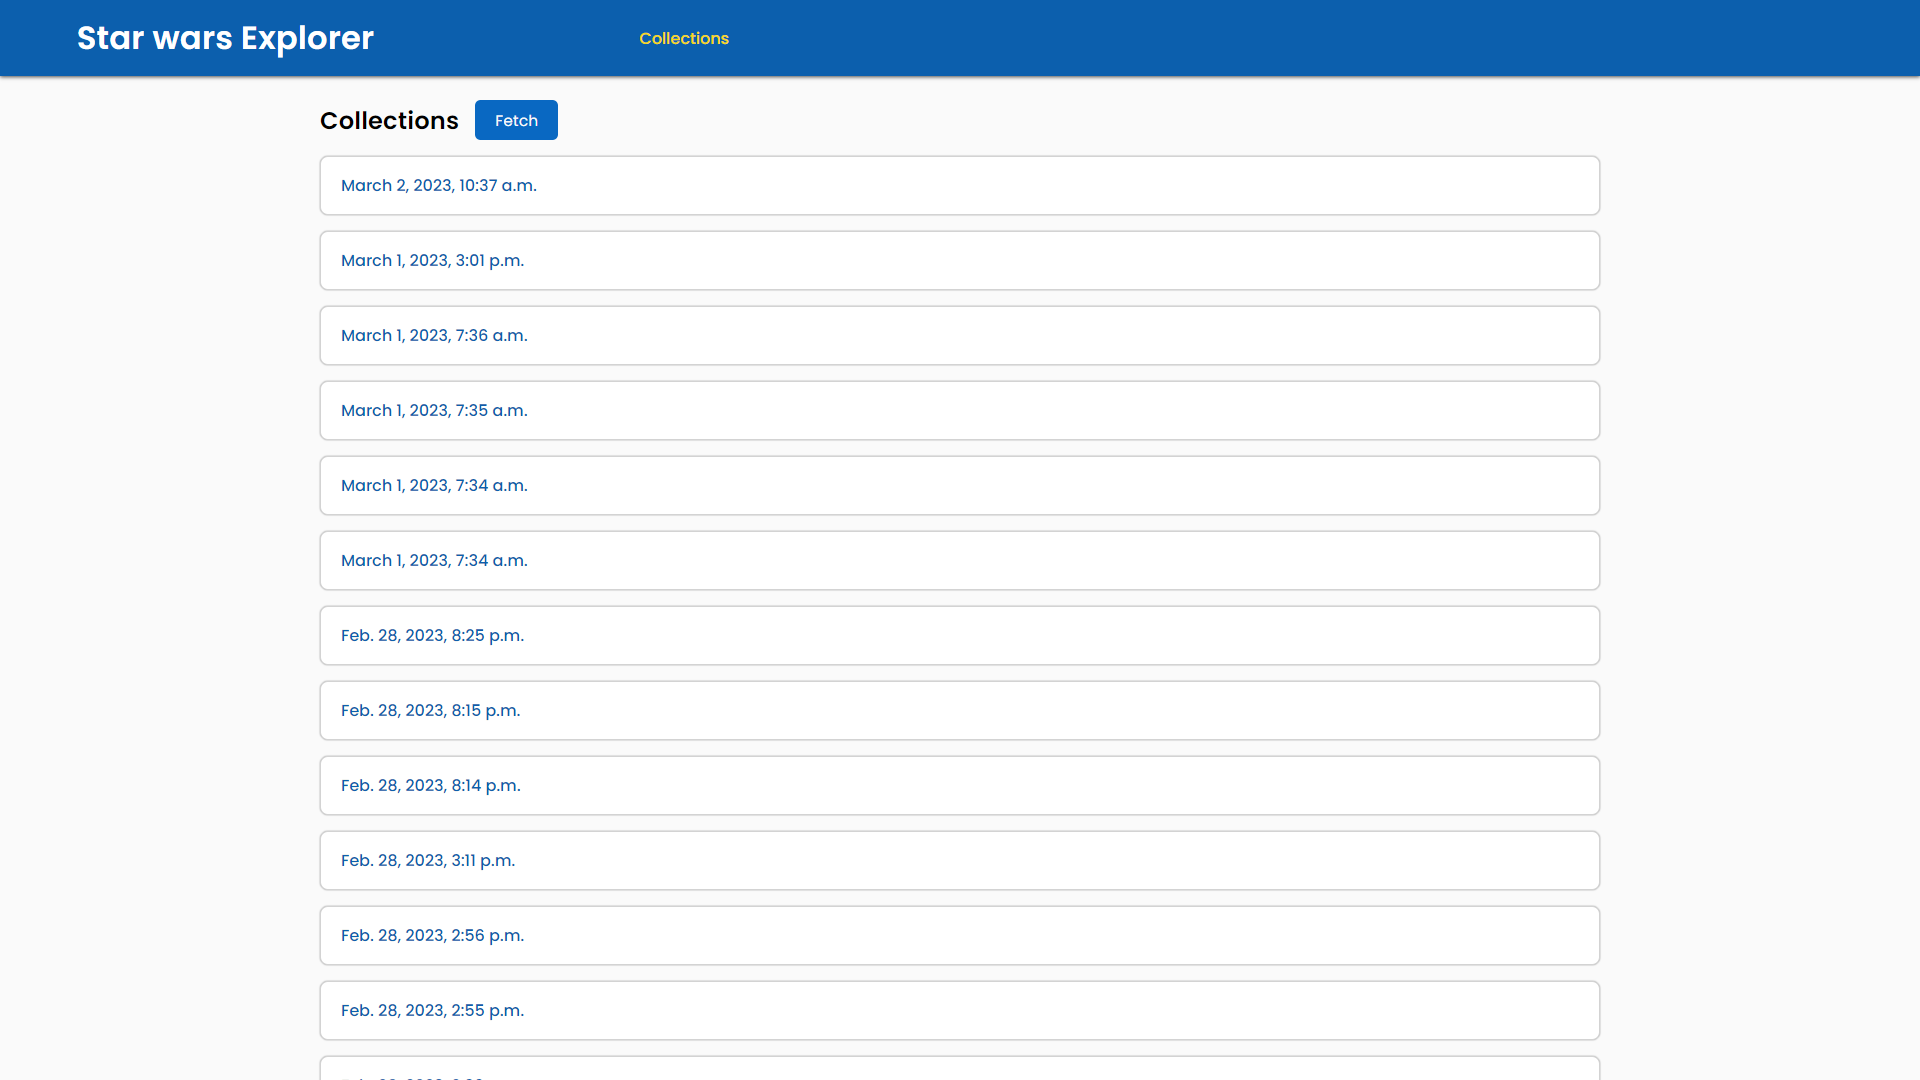 Star wars Explorer
Collections
Collections
Fetch
March 2, 2023, 10:37 a.m.
March 1, 2023, 3:01 p.m.
March 1, 2023, 7:36 a.m.
March 1, 2023, 7:35 a.m.
March 1, 2023, 7:34 a.m.
March 1, 2023, 7:34 a.m.
Feb. 28, 2023, 8:25 p.m.
Feb. 28, 2023, 8:15 p.m.
Feb. 28, 2023, 8:14 p.m.
Feb. 28, 2023, 3:11 p.m.
Feb. 28, 2023, 2:56 p.m.
Feb. 28, 2023, 2:55 p.m.